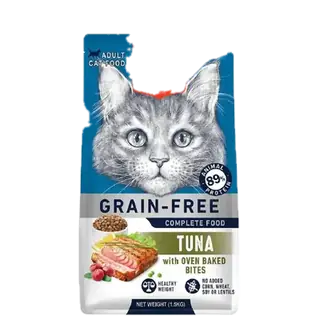 ADULT
CAT FOOD
ANIMAL
89%
PROTEIN
GRAIN-FREE
COMPLETE FOOD
TUNA
with OVEN BAKED
BITES
HEALTHY
WEIGHT
NO ADDED
CORN, WHEAT,
SOY OR LENTILS
NET WEIGHT (1.5KG)